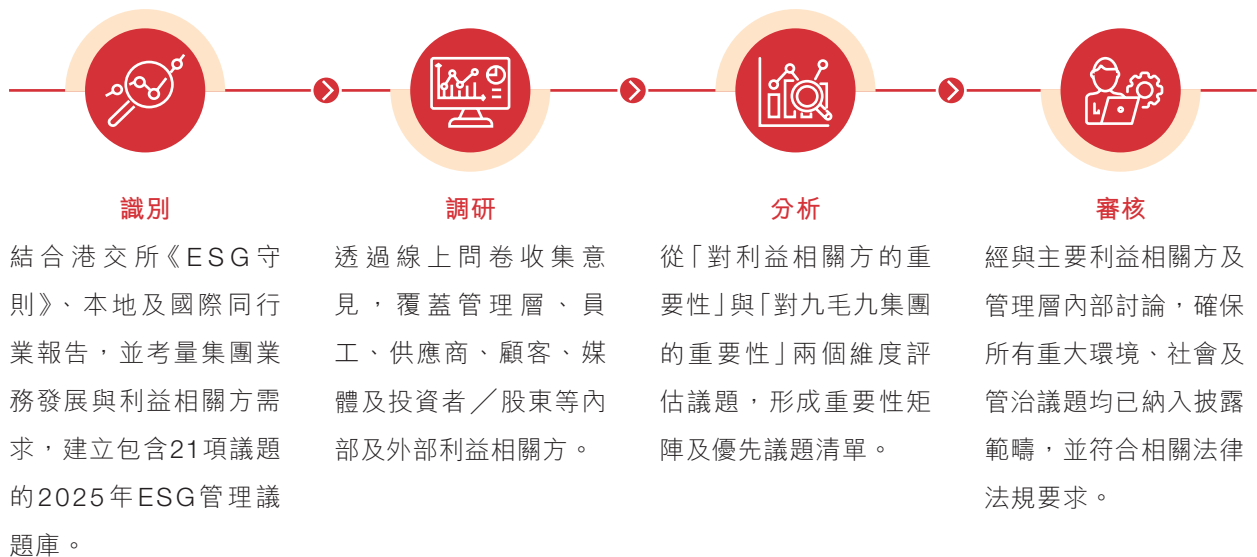 識別
結合港交所《ESG守
則》、本地及國際同行
業報告，並考量集團業
務發展與利益相關方需
求，建立包含21項議題
的2025年ESG管理議
題庫。
調研
透過線上問卷收集意
見，覆蓋管理層、員
工、供應商、顧客、媒
體及投資者／股東等內
部及外部利益相關方。
分析
從「對利益相關方的重
要性」與「對九毛九集團
的重要性」兩個維度評
估議題，形成重要性矩
陣及優先議題清單。
審核
經與主要利益相關方及
管理層內部討論，確保
所有重大環境、社會及
管治議題均已納入披露
範疇，並符合相關法律
法規要求。